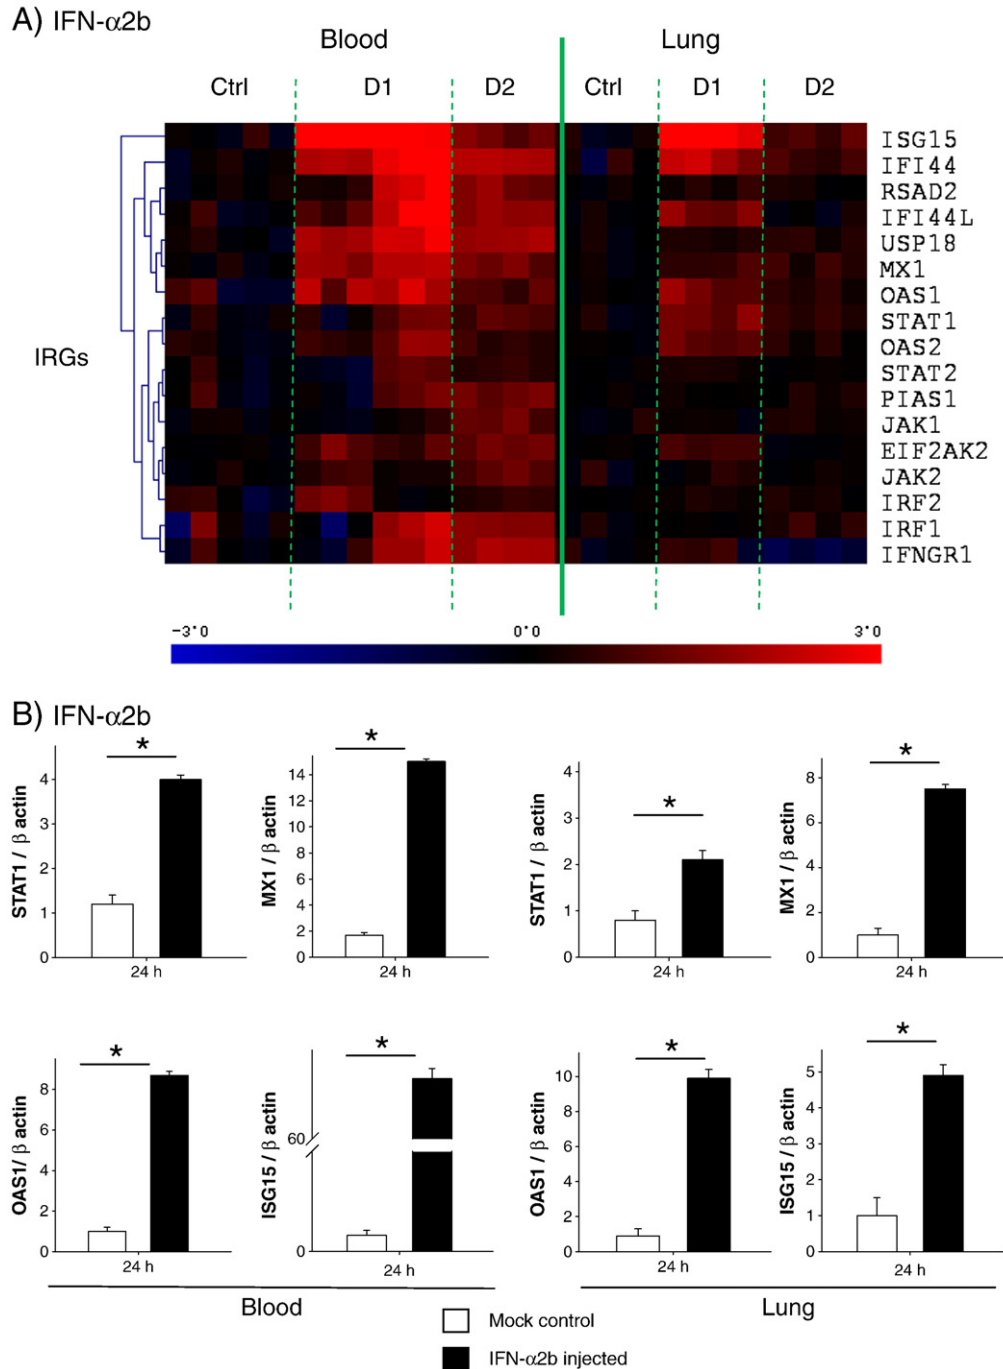 A) IFN-α2b
Blood Lung
Ctrl D1 D2 Ctrl D1 D2
ISG15
IFI44
RSAD2
IFI44L
USP18
MX1
OAS1
STAT1
OAS2
STAT2
PIAS1
JAK1
EIF2AK2
JAK2
IRF2
IRF1
IFNGR1
IRGs
-3.0 0.0 3.0
B) IFN-α2b
* * * *
STAT1 / β actin
4
3
2
1
0
24 h
MX1 / β actin
14
12
10
8
6
4
2
0
24 h
STAT1 / β actin
4
3
2
1
0
24 h
MX1 / β actin
8
6
4
2
0
24 h
* * * *
OAS1/ β actin
8
6
4
2
0
24 h
ISG15 / β actin
60
0
24 h
OAS1 / β actin
10
8
6
4
2
0
24 h
ISG15 / β actin
5
4
3
2
1
0
24 h
Blood Lung
Mock control
IFN-α2b injected